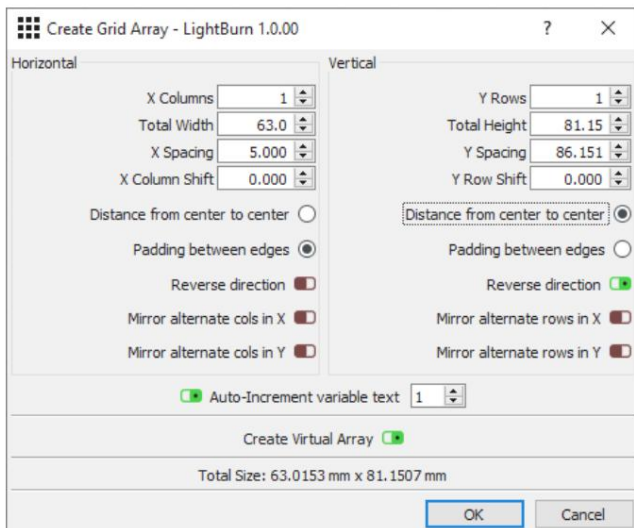 Create Grid Array - LightBurn 1.0.00 ?
Horizontal
X Columns 1
Total Width 63.0
X Spacing 5.000
X Column Shift 0.000
Distance from center to center
Padding between edges
Reverse direction
Mirror alternate cols in X
Mirror alternate cols in Y
Vertical
Y Rows 1
Total Height 81.15
Y Spacing 86.151
Y Row Shift 0.000
Distance from center to center
Padding between edges
Reverse direction
Mirror alternate rows in X
Mirror alternate rows in Y
Auto-Increment variable text 1
Create Virtual Array
Total Size: 63.0153 mm x 81.1507 mm
OK Cancel